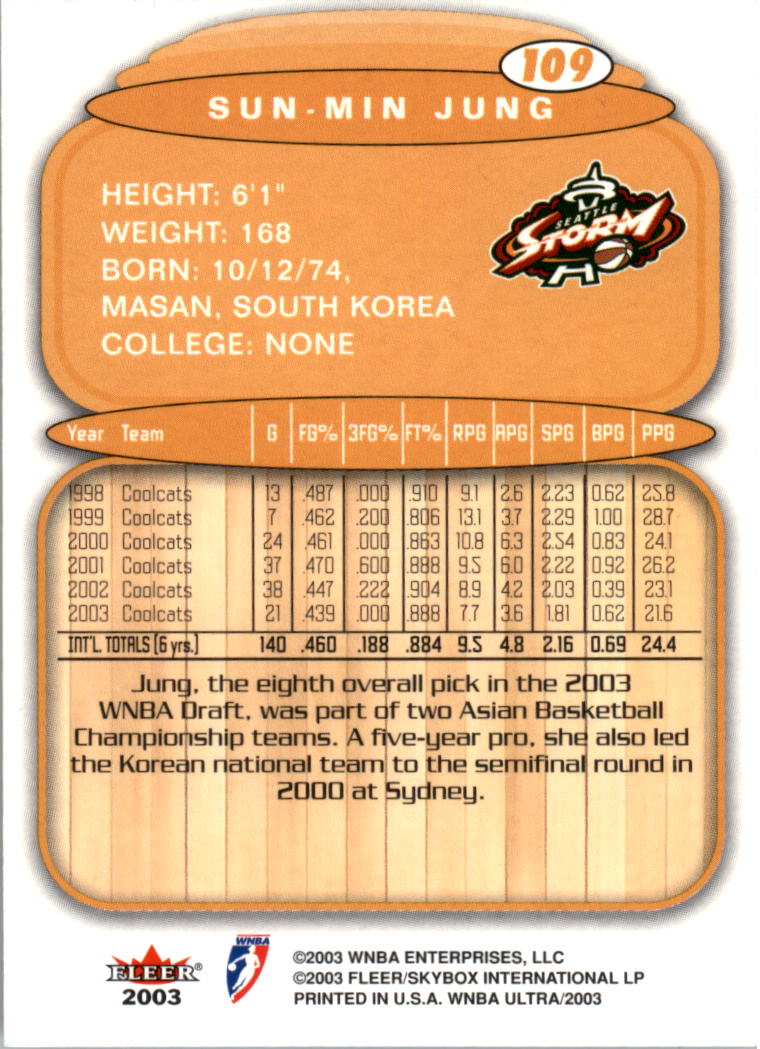 109
SUN-MIN JUNG
HEIGHT: 6'1"
WEIGHT: 168
BORN: 10/12/74,
MASAN, SOUTH KOREA
COLLEGE: NONE
SEATTLE
STORM
Year Team G FG% 3FG% FT% RPG APG SPG BPG PPG
1998 Coolcats 13 .487 .000 .910 9.1 2.6 2.23 0.62 25.8
1999 Coolcats 7 .462 .200 .806 13.1 3.7 2.29 1.00 28.7
2000 Coolcats 24 .461 .000 .863 10.8 6.3 2.54 0.83 24.1
2001 Coolcats 37 .470 .600 .888 9.5 6.0 2.22 0.92 26.2
2002 Coolcats 38 .447 .222 .904 8.9 4.2 2.03 0.39 23.1
2003 Coolcats 21 .439 .000 .888 7.7 3.6 1.81 0.62 21.6
INT'L. TOTALS (6 yrs.) 140 .460 .188 .884 9.5 4.8 2.16 0.69 24.4
Jung, the eighth overall pick in the 2003
WNBA Draft, was part of two Asian Basketball
Championship teams. A five-year pro, she also led
the Korean national team to the semifinal round in
2000 at Sydney.
FLEER®
2003
WNBA
©2003 WNBA ENTERPRISES, LLC
©2003 FLEER/SKYBOX INTERNATIONAL LP
PRINTED IN U.S.A. WNBA ULTRA/2003